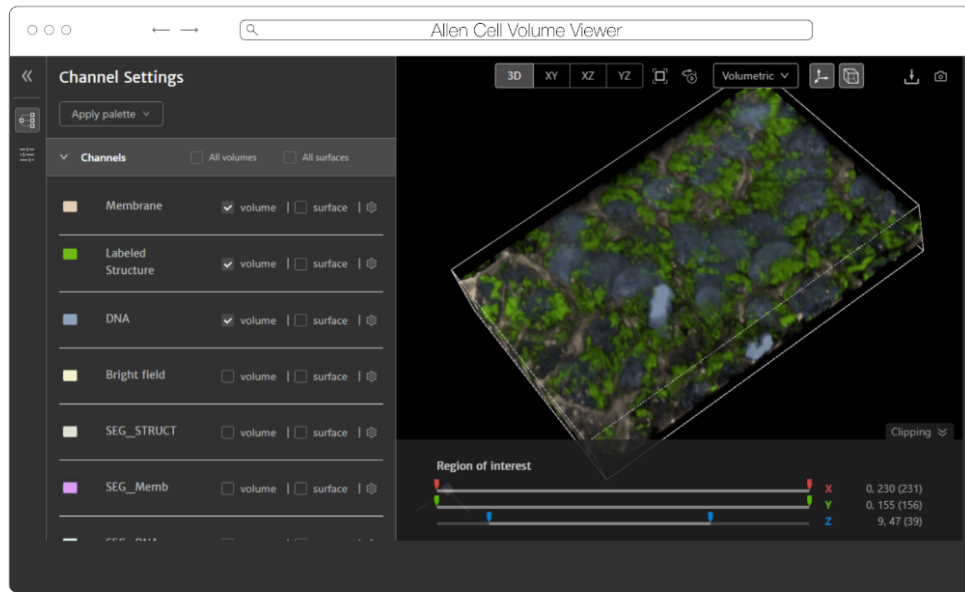 Allen Cell Volume Viewer
Channel Settings
3D XY XZ YZ Volumetric
Apply palette
Channels All volumes All surfaces
Membrane volume | surface |
Labeled
Structure volume | surface |
DNA volume | surface |
Bright field volume | surface |
SEG_STRUCT volume | surface |
SEG_Memb volume | surface |
Clipping
Region of interest
X 0, 230 (231)
Y 0, 155 (156)
Z 9, 47 (39)